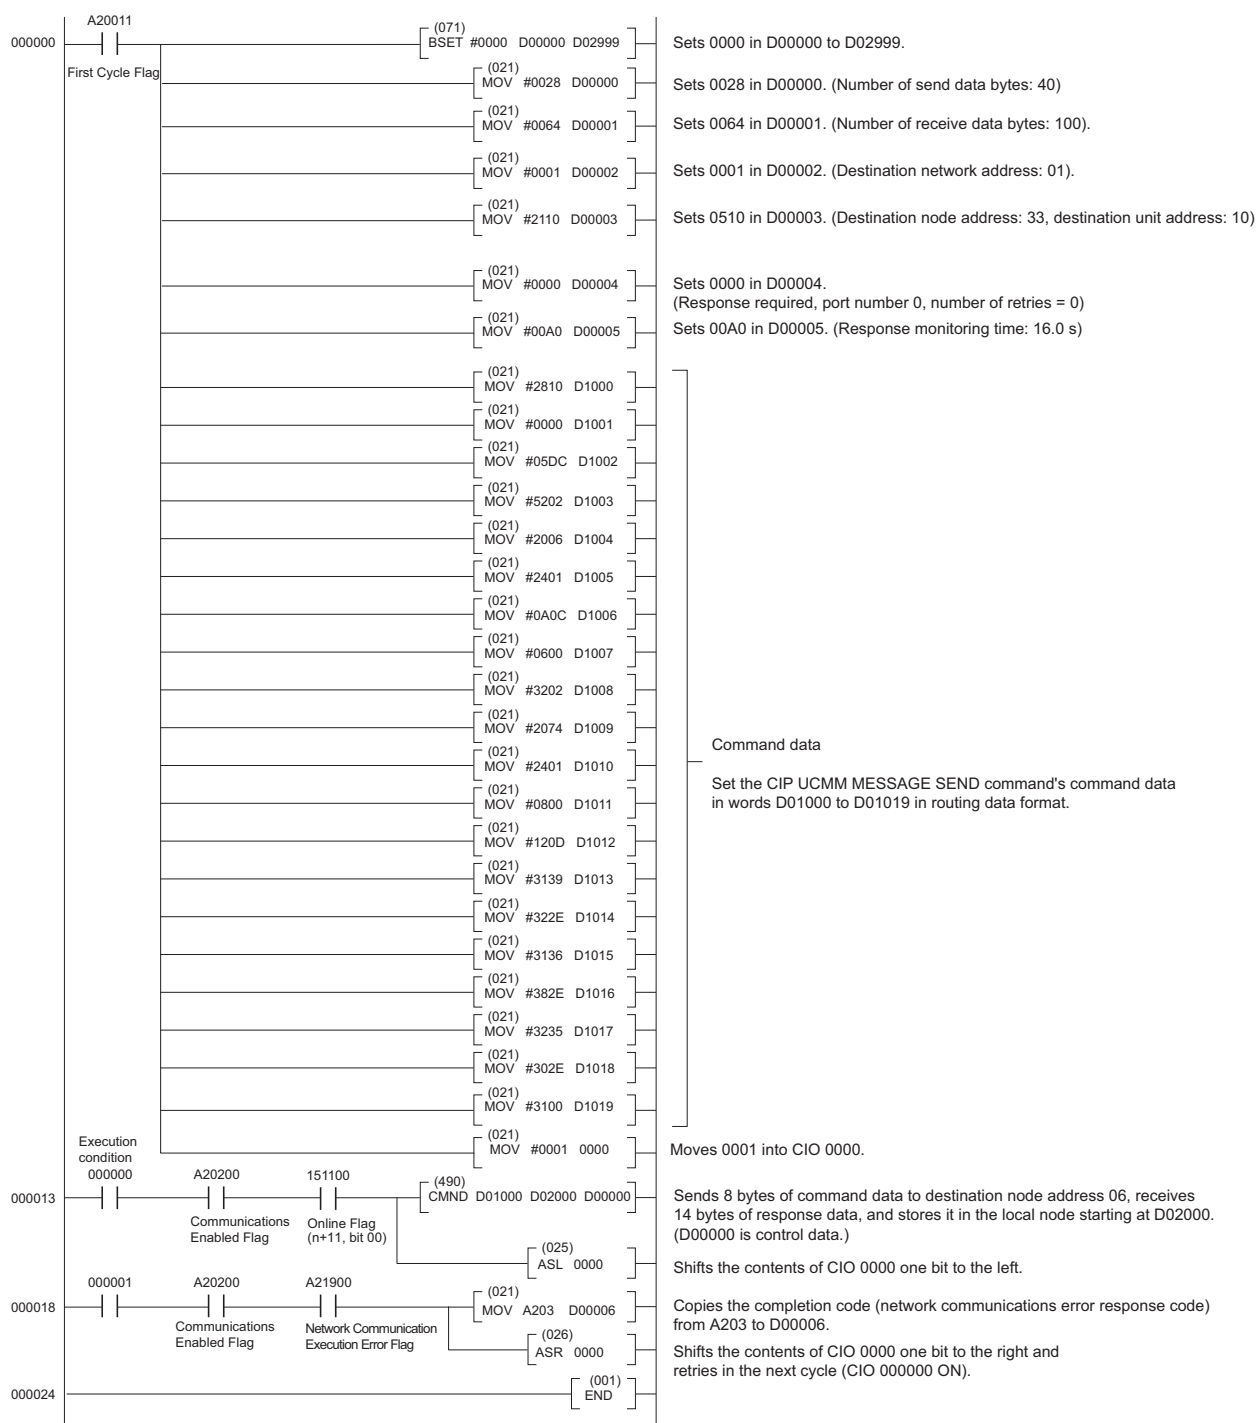 A20011
000000
First Cycle Flag
(071)
BSET #0000 D00000 D02999
Sets 0000 in D00000 to D02999.
(021)
MOV #0028 D00000
Sets 0028 in D00000. (Number of send data bytes: 40)
(021)
MOV #0064 D00001
Sets 0064 in D00001. (Number of receive data bytes: 100).
(021)
MOV #0001 D00002
Sets 0001 in D00002. (Destination network address: 01).
(021)
MOV #2110 D00003
Sets 0510 in D00003. (Destination node address: 33, destination unit address: 10)
(021)
MOV #0000 D00004
Sets 0000 in D00004.
(Response required, port number 0, number of retries = 0)
(021)
MOV #00A0 D00005
Sets 00A0 in D00005. (Response monitoring time: 16.0 s)
(021)
MOV #2810 D1000
(021)
MOV #0000 D1001
(021)
MOV #05DC D1002
(021)
MOV #5202 D1003
(021)
MOV #2006 D1004
(021)
MOV #2401 D1005
(021)
MOV #0A0C D1006
(021)
MOV #0600 D1007
(021)
MOV #3202 D1008
(021)
MOV #2074 D1009
(021)
MOV #2401 D1010
(021)
MOV #0800 D1011
(021)
MOV #120D D1012
(021)
MOV #3139 D1013
(021)
MOV #322E D1014
(021)
MOV #3136 D1015
(021)
MOV #382E D1016
(021)
MOV #3235 D1017
(021)
MOV #302E D1018
(021)
MOV #3100 D1019
Command data
Set the CIP UCMM MESSAGE SEND command's command data
in words D01000 to D01019 in routing data format.
(021)
MOV #0001 0000
Moves 0001 into CIO 0000.
Execution
condition
000000
A20200
151100
000013
Communications
Enabled Flag
Online Flag
(n+11, bit 00)
(490)
CMND D01000 D02000 D00000
Sends 8 bytes of command data to destination node address 06, receives
14 bytes of response data, and stores it in the local node starting at D02000.
(D00000 is control data.)
(025)
ASL 0000
Shifts the contents of CIO 0000 one bit to the left.
000001
A20200
A21900
000018
Communications
Enabled Flag
Network Communication
Execution Error Flag
(021)
MOV A203 D00006
Copies the completion code (network communications error response code)
from A203 to D00006.
(026)
ASR 0000
Shifts the contents of CIO 0000 one bit to the right and
retries in the next cycle (CIO 000000 ON).
000024
(001)
END